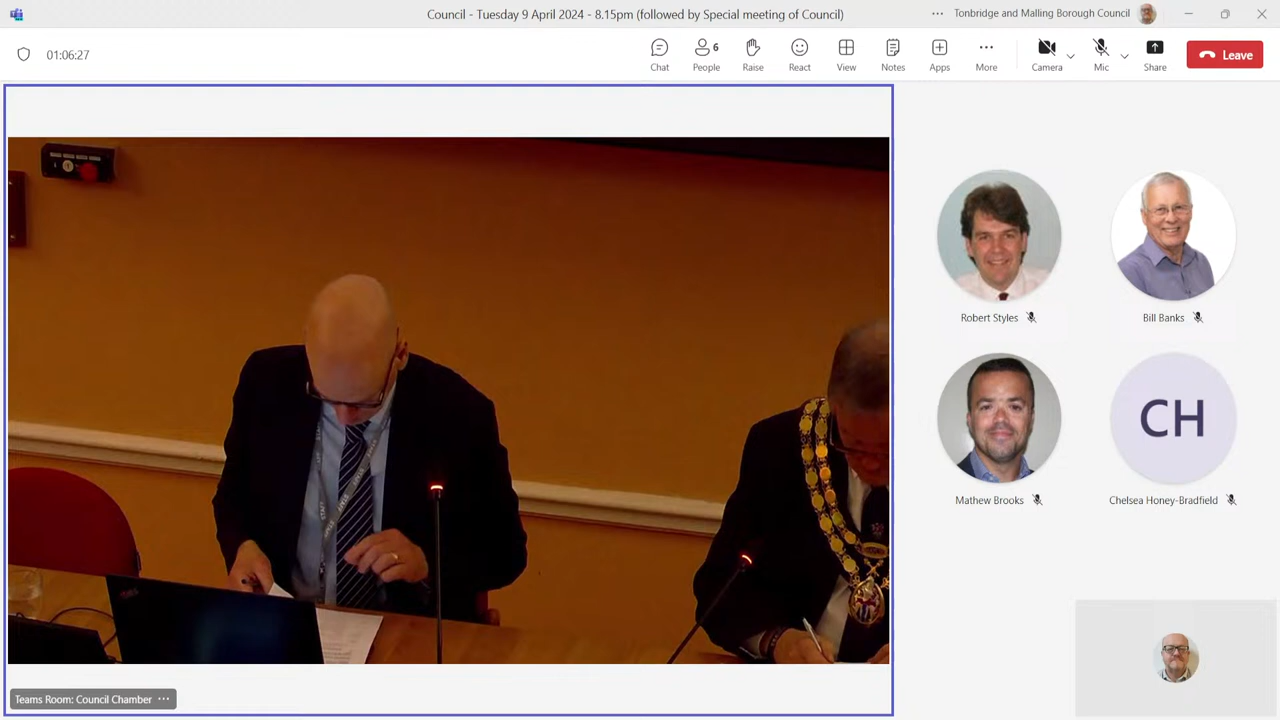 Council - Tuesday 9 April 2024 - 8.15pm (followed by Special meeting of Council)
Tonbridge and Malling Borough Council
01:06:27
Chat
6
People
Raise
React
View
Notes
Apps
More
Camera
Mic
Share
Leave
Robert Styles
Bill Banks
Mathew Brooks
CH
Chelsea Honey-Bradfield
Teams Room: Council Chamber